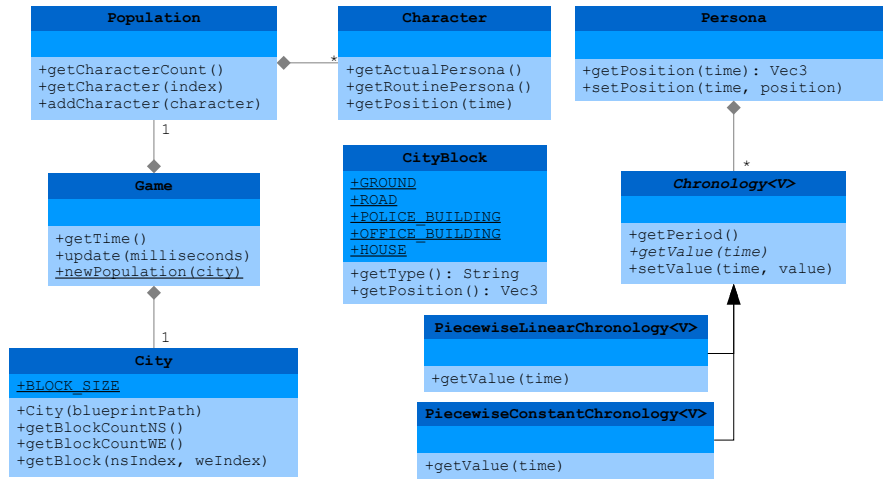 Population
+getCharacterCount()
+getCharacter(index)
+addCharacter(character)
*
Character
+getActualPersona()
+getRoutinePersona()
+getPosition(time)
Persona
+getPosition(time): Vec3
+setPosition(time, position)
1
*
Game
+getTime()
+update(milliseconds)
+newPopulation(city)
CityBlock
+GROUND
+ROAD
+POLICE_BUILDING
+OFFICE_BUILDING
+HOUSE
+getType(): String
+getPosition(): Vec3
Chronology<V>
+getPeriod()
+getValue(time)
+setValue(time, value)
1
City
+BLOCK_SIZE
+City(blueprintPath)
+getBlockCountNS()
+getBlockCountWE()
+getBlock(nsIndex, weIndex)
PiecewiseLinearChronology<V>
+getValue(time)
PiecewiseConstantChronology<V>
+getValue(time)